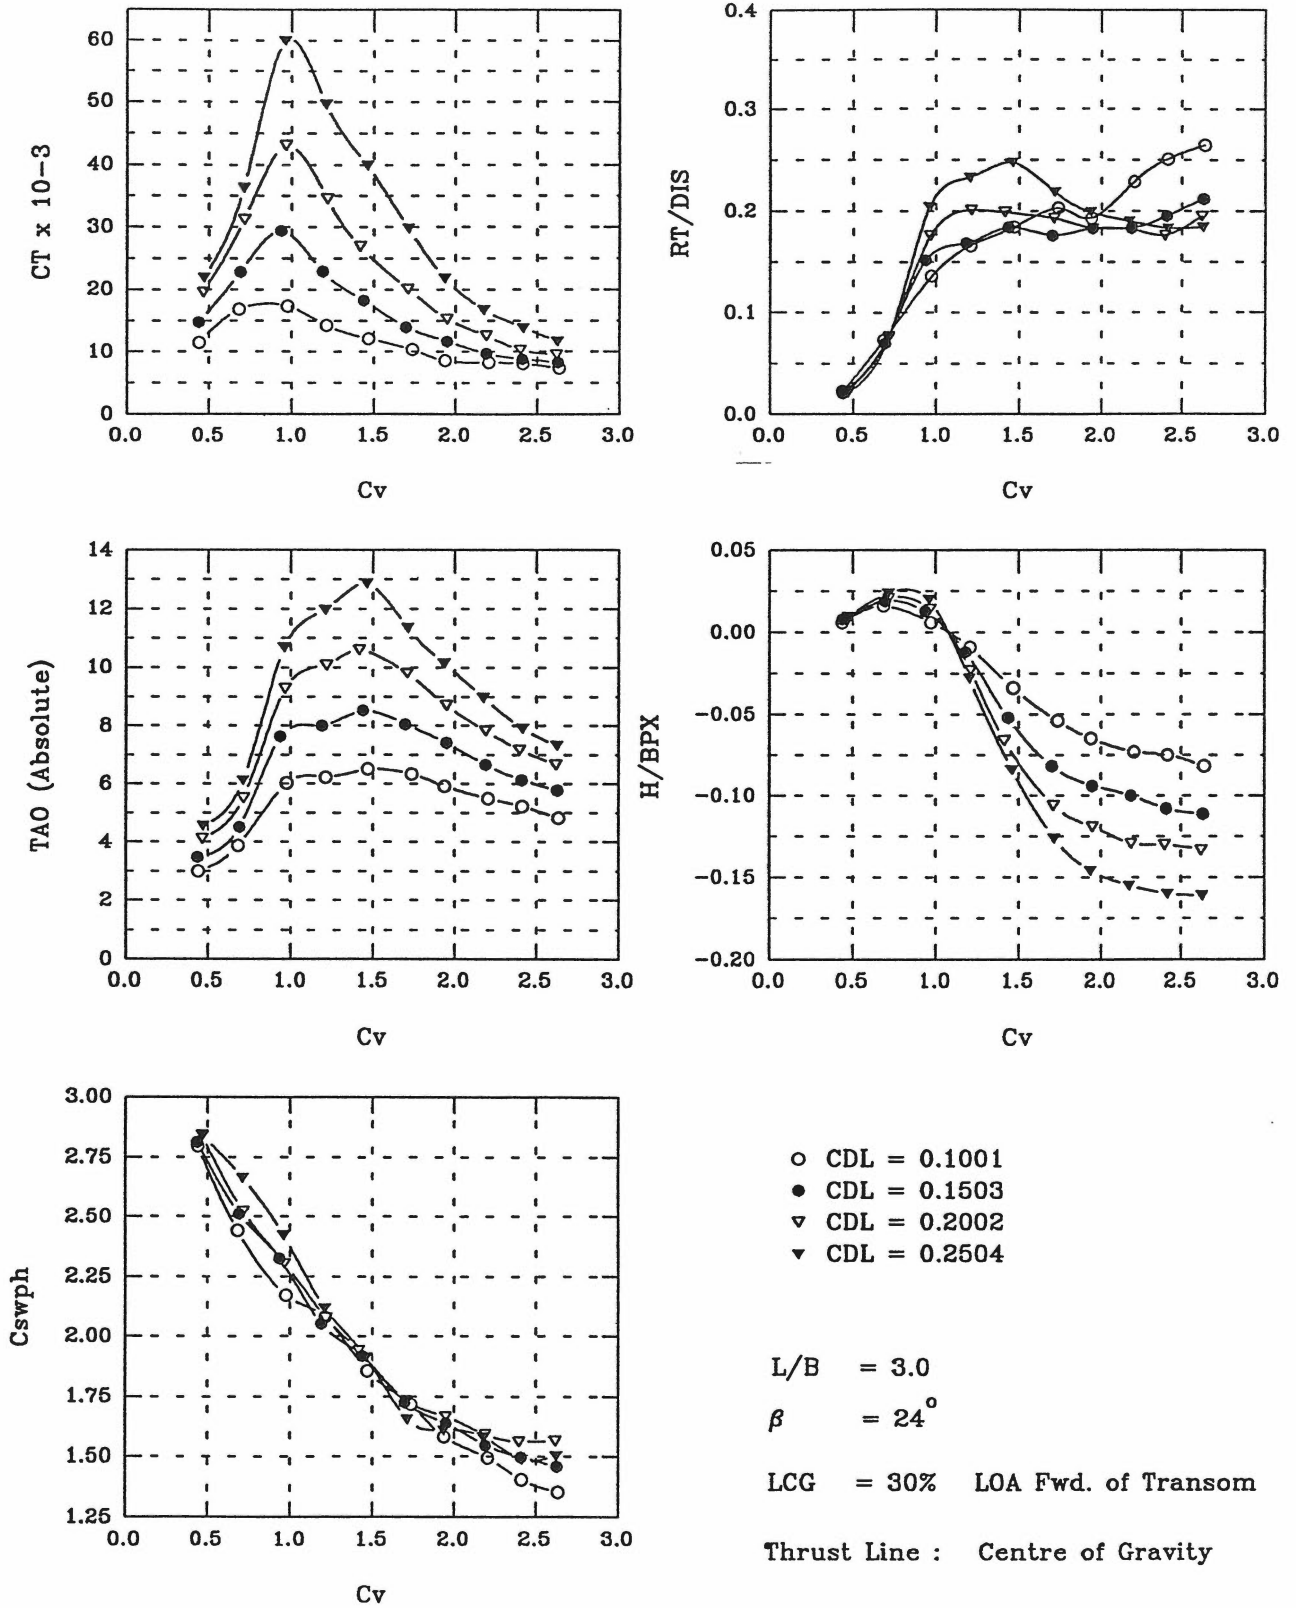 60
50
40
30
20
10
0
CT x 10-3
0.0 0.5 1.0 1.5 2.0 2.5 3.0
Cv
0.4
0.3
0.2
0.1
0.0
RT/DIS
0.0 0.5 1.0 1.5 2.0 2.5 3.0
Cv
14
12
10
8
6
4
2
0
TAO (Absolute)
0.0 0.5 1.0 1.5 2.0 2.5 3.0
Cv
0.05
0.00
-0.05
-0.10
-0.15
-0.20
H/BPX
0.0 0.5 1.0 1.5 2.0 2.5 3.0
Cv
3.00
2.75
2.50
2.25
2.00
1.75
1.50
1.25
Cswph
0.0 0.5 1.0 1.5 2.0 2.5 3.0
Cv
CDL = 0.1001
CDL = 0.1503
CDL = 0.2002
CDL = 0.2504
L/B = 3.0
β = 24°
LCG = 30% LOA Fwd. of Transom
Thrust Line : Centre of Gravity